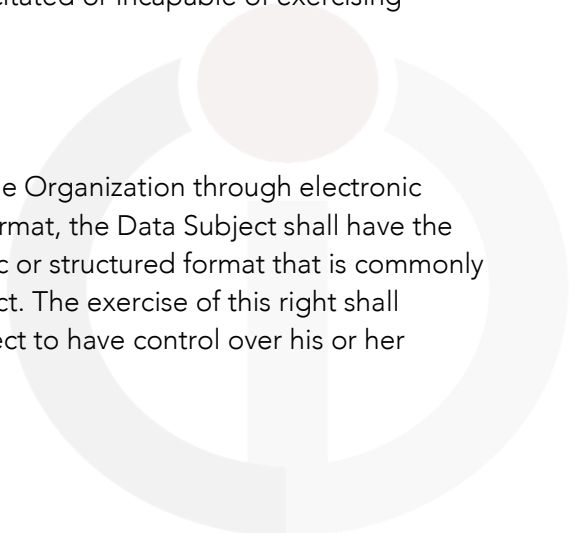 citated or incapable of exercising
e Organization through electronic
rmat, the Data Subject shall have the
c or structured format that is commonly
ct. The exercise of this right shall
ect to have control over his or her